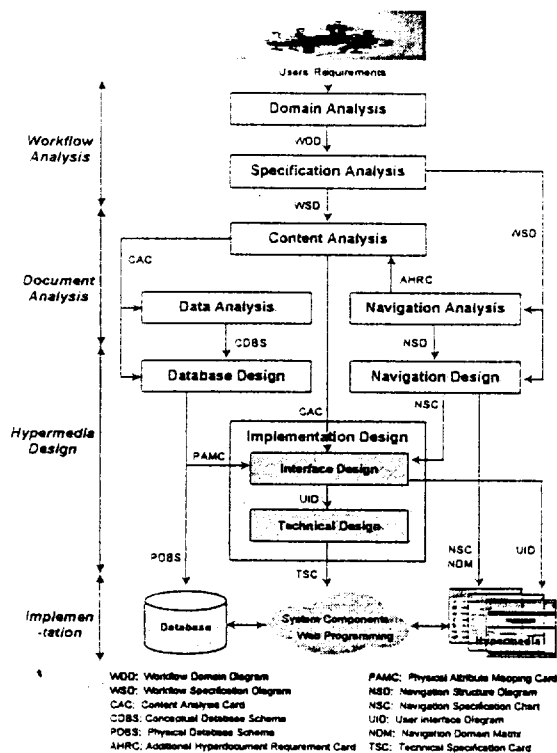 Users Requirements
Domain Analysis
Workflow
Analysis
WDD
Specification Analysis
WSD
Content Analysis
WSD
CAC
AHRC
Document
Analysis
Data Analysis
Navigation Analysis
CDBS
NSD
Database Design
Navigation Design
CAC
NSC
Hypermedia
Design
Implementation Design
PAMC
Interface Design
UID
Technical Design
PDBS
TSC
NSC
NDM
UID
Implemen
-tation
Database
System Components
Web Programming
Hypermedia
WDD: Workflow Domain Diagram
WSD: Workflow Specification Diagram
CAC: Content Analysis Card
CDBS: Conceptual Database Schema
PDBS: Physical Database Schema
AHRC: Additional Hyperdocument Requirement Card
PAMC: Physical Attribute Mapping Card
NSD: Navigation Structure Diagram
NSC: Navigation Specification Chart
UID: User Interface Diagram
NDM: Navigation Domain Matrix
TSC: Technical Specification Card